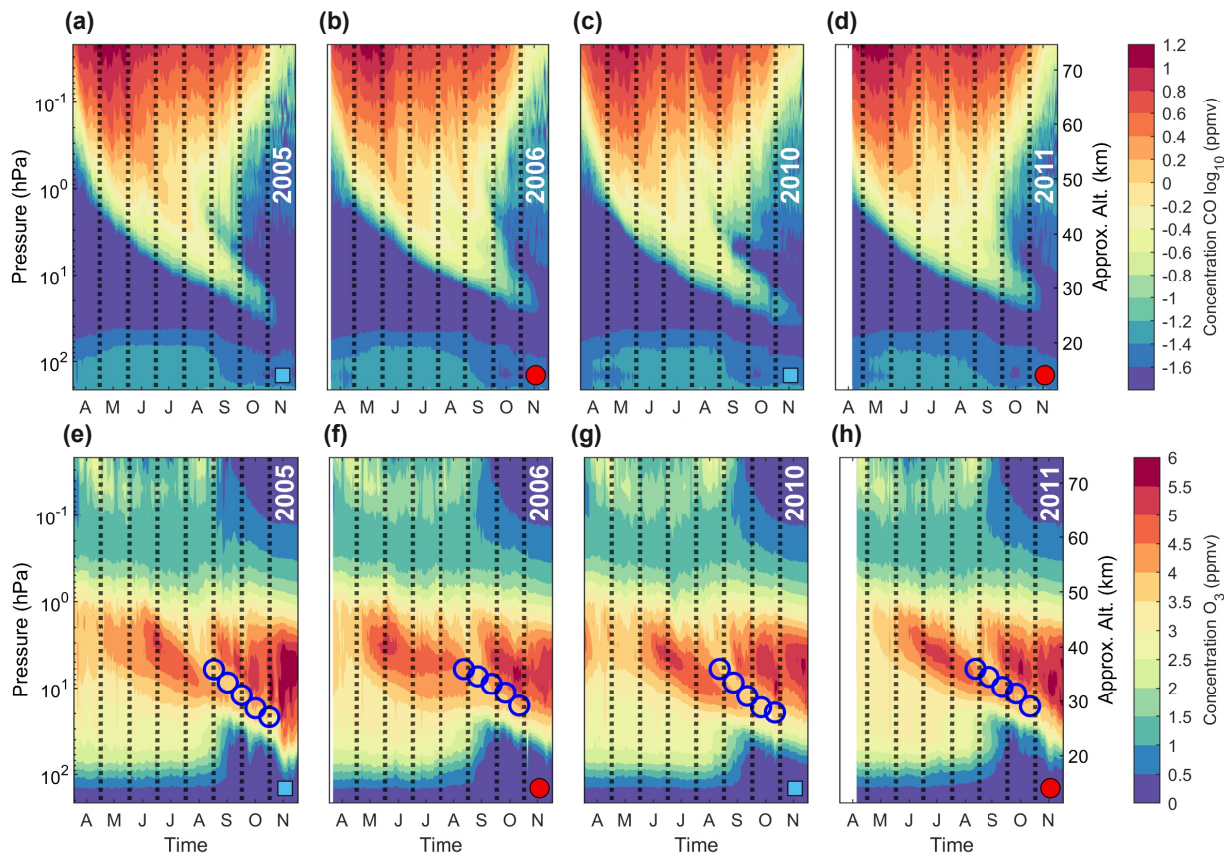 (a) (b) (c) (d)
Pressure (hPa)
10⁻¹
10⁰
10¹
10²
2005
2006
2010
2011
A M J J A S O N
A M J J A S O N
A M J J A S O N
A M J J A S O N
70
60
50
40
30
20
Approx. Alt. (km)
1.2
1
0.8
0.6
0.4
0.2
0
-0.2
-0.4
-0.6
-0.8
-1
-1.2
-1.4
-1.6
Concentration CO log₁₀ (ppmv)
(e) (f) (g) (h)
Pressure (hPa)
10⁻¹
10⁰
10¹
10²
2005
2006
2010
2011
A M J J A S O N
A M J J A S O N
A M J J A S O N
A M J J A S O N
Time
Time
Time
Time
70
60
50
40
30
20
Approx. Alt. (km)
6
5.5
5
4.5
4
3.5
3
2.5
2
1.5
1
0.5
0
Concentration O₃ (ppmv)